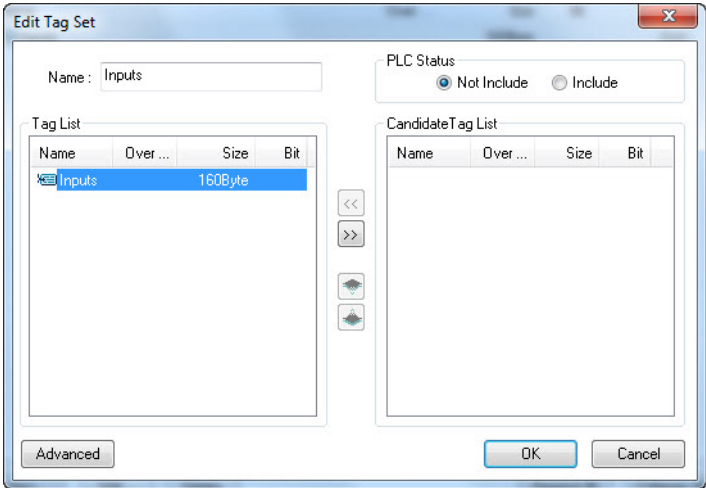 Edit Tag Set
Name : Inputs
PLC Status
Not Include Include
Tag List
Name Over ... Size Bit
Inputs 160Byte
CandidateTag List
Name Over ... Size Bit
<<
>>
Advanced
OK Cancel